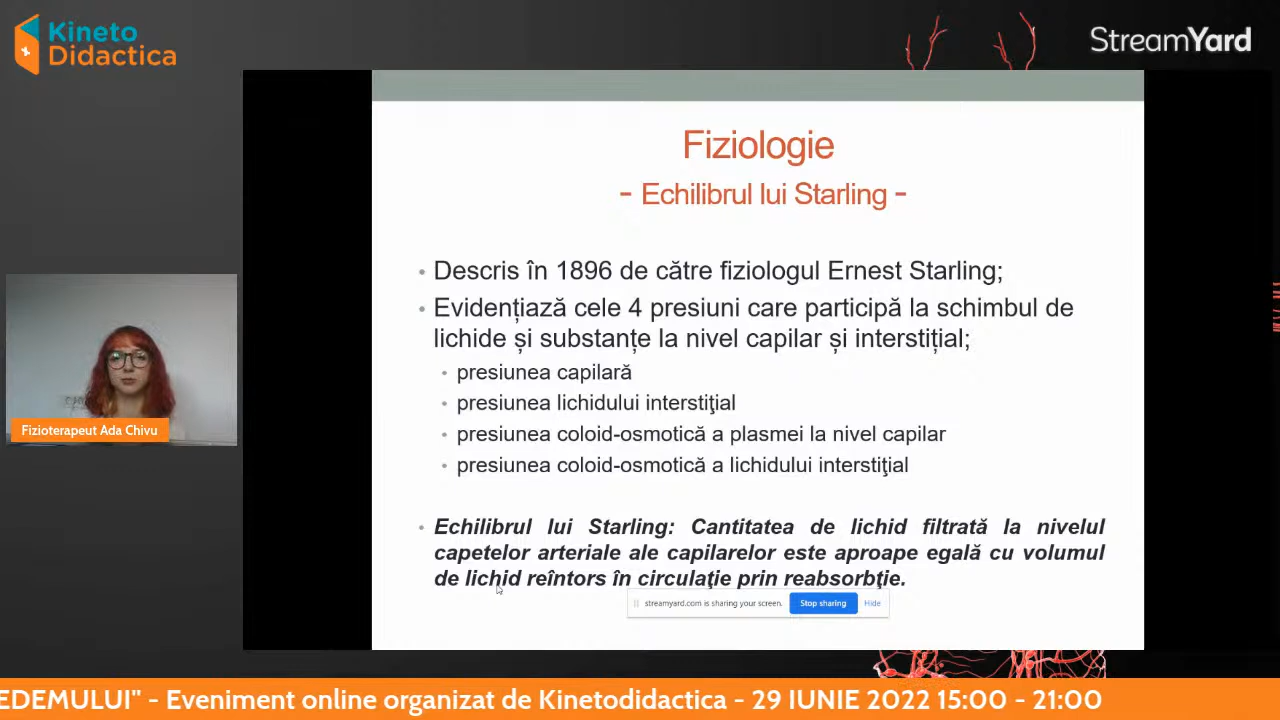 Kineto
Didactica
StreamYard
Fiziologie
- Echilibrul lui Starling -
• Descris în 1896 de către fiziologul Ernest Starling;
• Evidențiază cele 4 presiuni care participă la schimbul de
lichide și substanțe la nivel capilar și interstițial;
• presiunea capilară
• presiunea lichidului interstiţial
• presiunea coloid-osmotică a plasmei la nivel capilar
• presiunea coloid-osmotică a lichidului interstiţial
• Echilibrul lui Starling: Cantitatea de lichid filtrată la nivelul
capetelor arteriale ale capilarelor este aproape egală cu volumul
de lichid reîntors în circulaţie prin reabsorbţie.
streamyard.com is sharing your screen.
Stop sharing
Hide
Fizioterapeut Ada Chivu
EDEMULUI" - Eveniment online organizat de Kinetodidactica - 29 IUNIE 2022 15:00 - 21:00